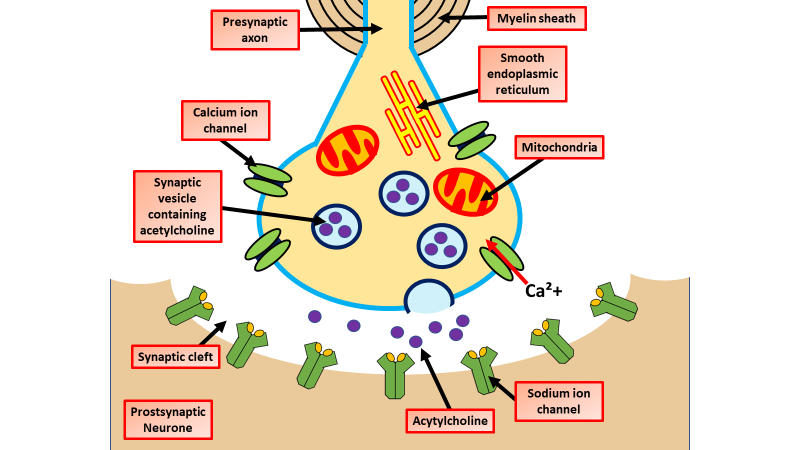 Presynaptic
axon
Myelin sheath
Smooth
endoplasmic
reticulum
Calcium ion
channel
Mitochondria
Synaptic
vesicle
containing
acetylcholine
Ca²+
Synaptic cleft
Sodium ion
channel
Prostsynaptic
Neurone
Acytylcholine